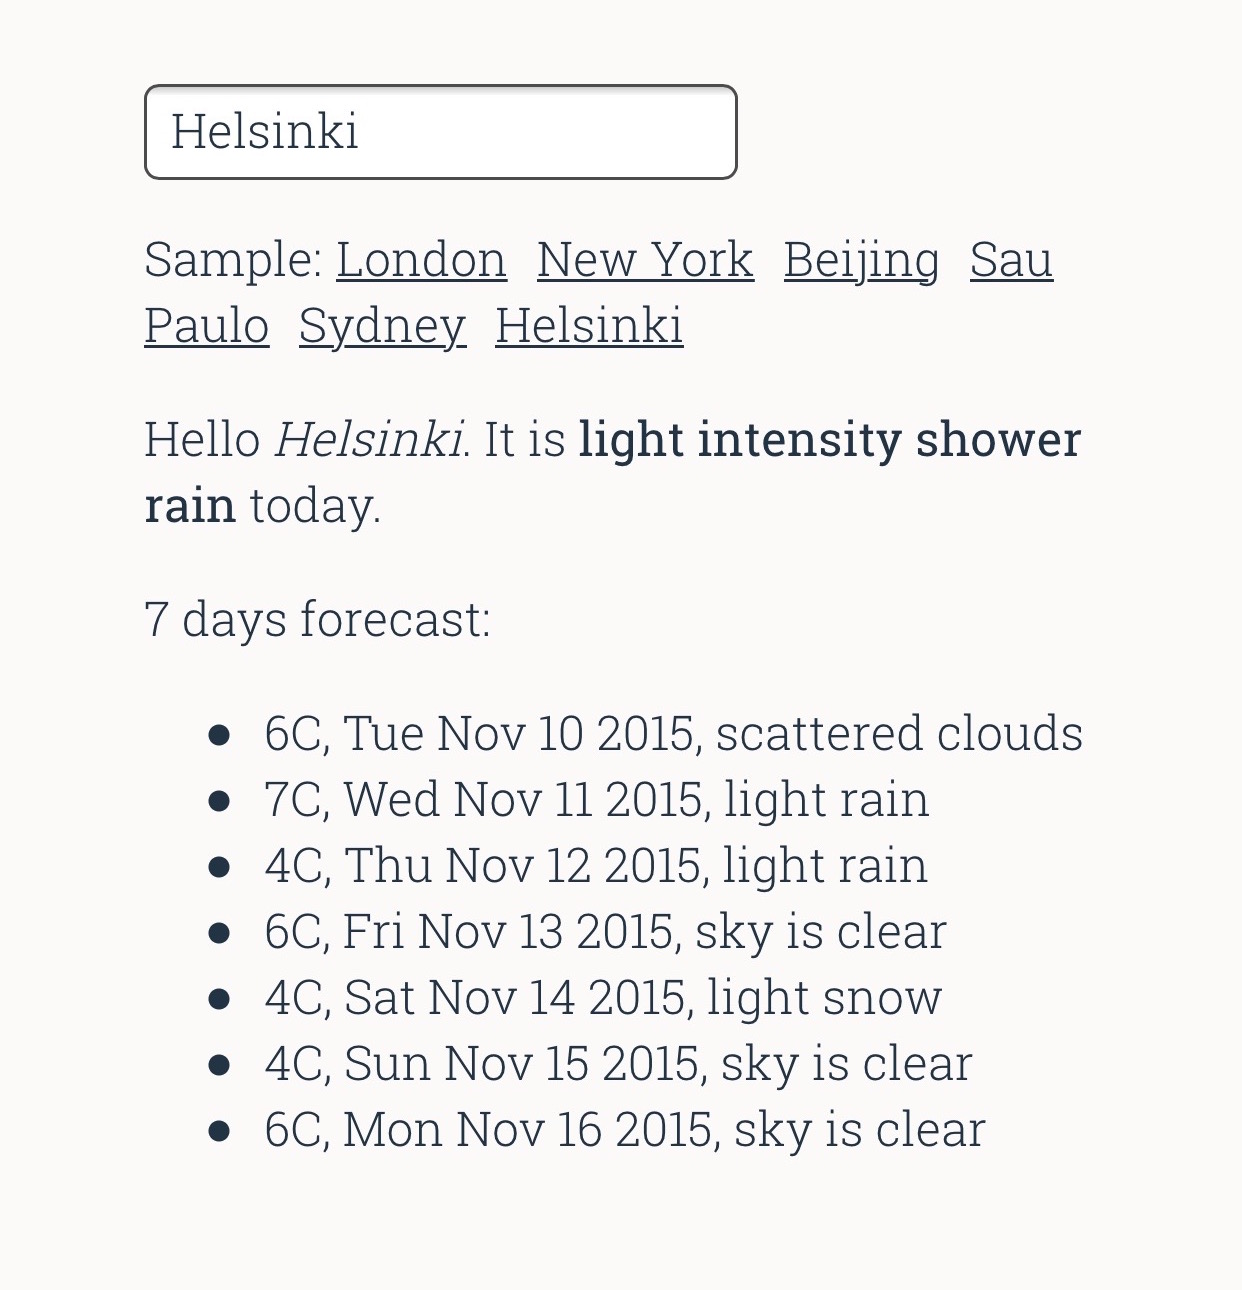 Helsinki
Sample: London New York Beijing Sau
Paulo Sydney Helsinki
Hello Helsinki. It is light intensity shower
rain today.
7 days forecast:
● 6C, Tue Nov 10 2015, scattered clouds
● 7C, Wed Nov 11 2015, light rain
● 4C, Thu Nov 12 2015, light rain
● 6C, Fri Nov 13 2015, sky is clear
● 4C, Sat Nov 14 2015, light snow
● 4C, Sun Nov 15 2015, sky is clear
● 6C, Mon Nov 16 2015, sky is clear